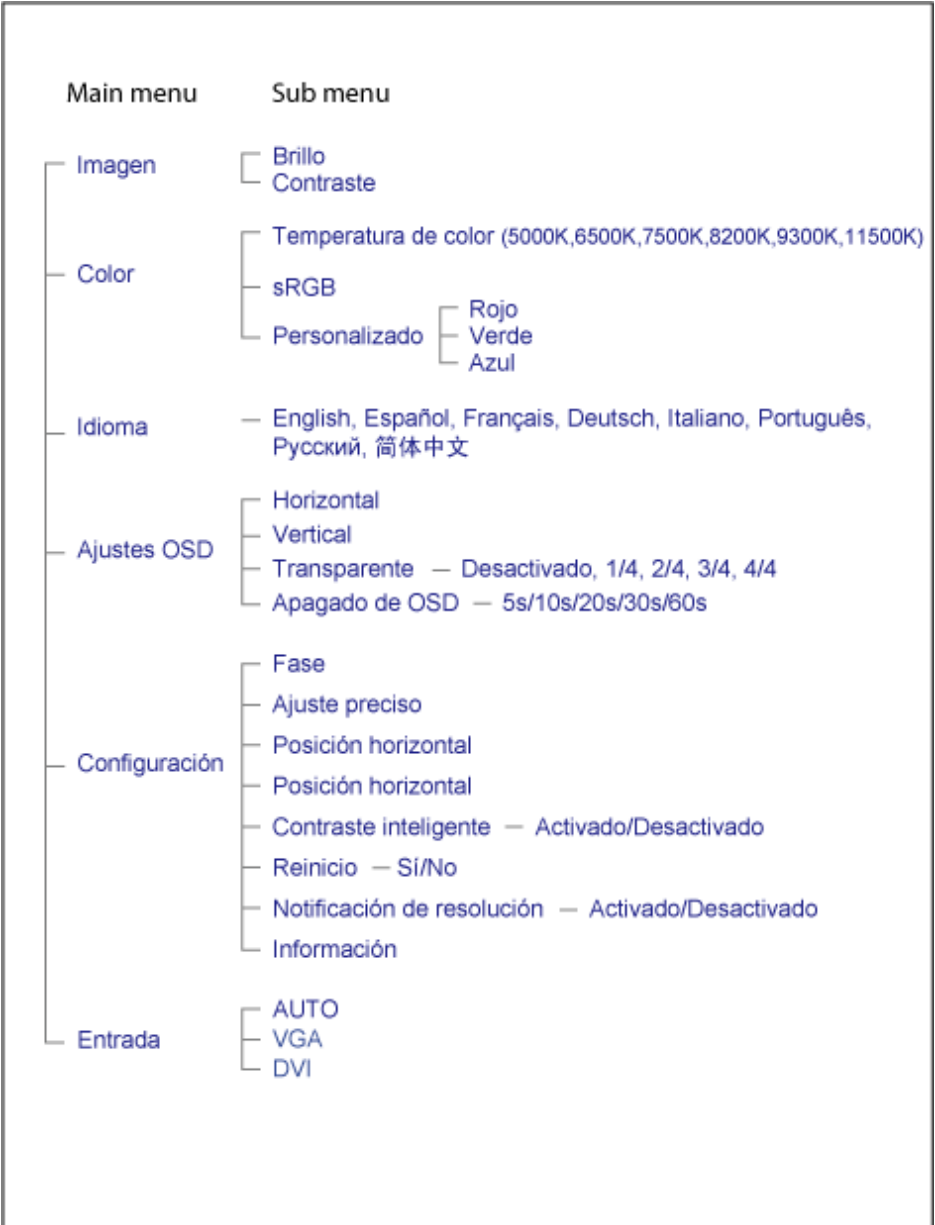 Main menu Sub menu
Imagen
Brillo
Contraste
Color
Temperatura de color (5000K,6500K,7500K,8200K,9300K,11500K)
sRGB
Personalizado
Rojo
Verde
Azul
Idioma
English, Español, Français, Deutsch, Italiano, Português,
Русский, 简体中文
Ajustes OSD
Horizontal
Vertical
Transparente — Desactivado, 1/4, 2/4, 3/4, 4/4
Apagado de OSD — 5s/10s/20s/30s/60s
Configuración
Fase
Ajuste preciso
Posición horizontal
Posición horizontal
Contraste inteligente — Activado/Desactivado
Reinicio — Sí/No
Notificación de resolución — Activado/Desactivado
Información
Entrada
AUTO
VGA
DVI